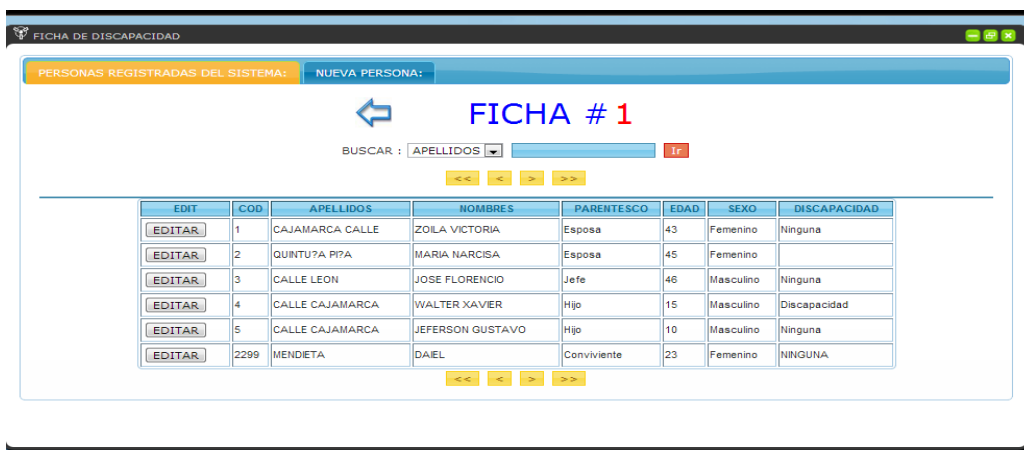 FICHA DE DISCAPACIDAD
PERSONAS REGISTRADAS DEL SISTEMA: NUEVA PERSONA:
FICHA # 1
BUSCAR : APELLIDOS Ir
<< < > >>
EDIT COD APELLIDOS NOMBRES PARENTESCO EDAD SEXO DISCAPACIDAD
EDITAR 1 CAJAMARCA CALLE ZOILA VICTORIA Esposa 43 Femenino Ninguna
EDITAR 2 QUINTU?A PI?A MARIA NARCISA Esposa 45 Femenino
EDITAR 3 CALLE LEON JOSE FLORENCIO Jefe 46 Masculino Ninguna
EDITAR 4 CALLE CAJAMARCA WALTER XAVIER Hijo 15 Masculino Discapacidad
EDITAR 5 CALLE CAJAMARCA JEFERSON GUSTAVO Hijo 10 Masculino Ninguna
EDITAR 2299 MENDIETA DAIEL Conviviente 23 Femenino NINGUNA
<< < > >>